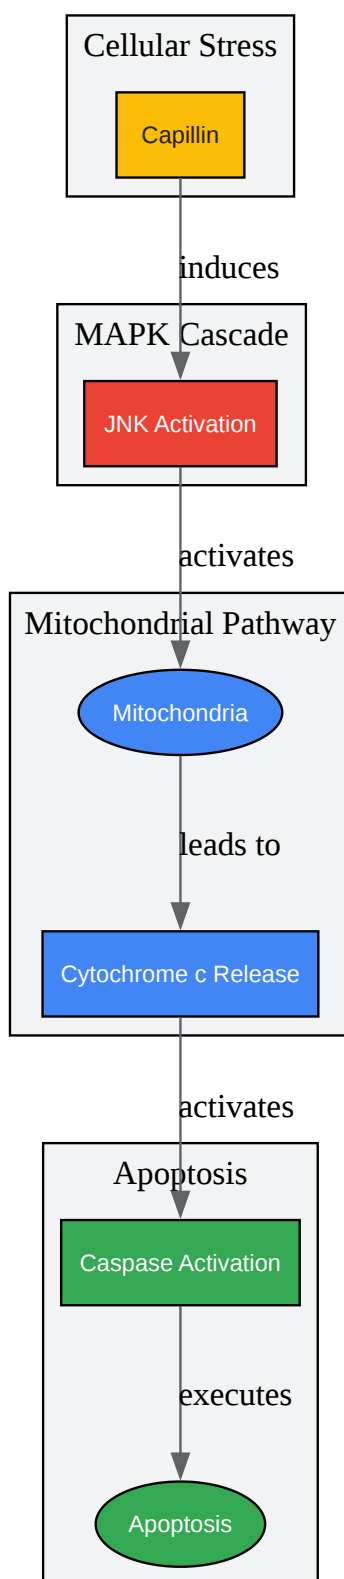 Cellular Stress
Capillin
induces
MAPK Cascade
JNK Activation
activates
Mitochondrial Pathway
Mitochondria
leads to
Cytochrome c Release
activates
Apoptosis
Caspase Activation
executes
Apoptosis